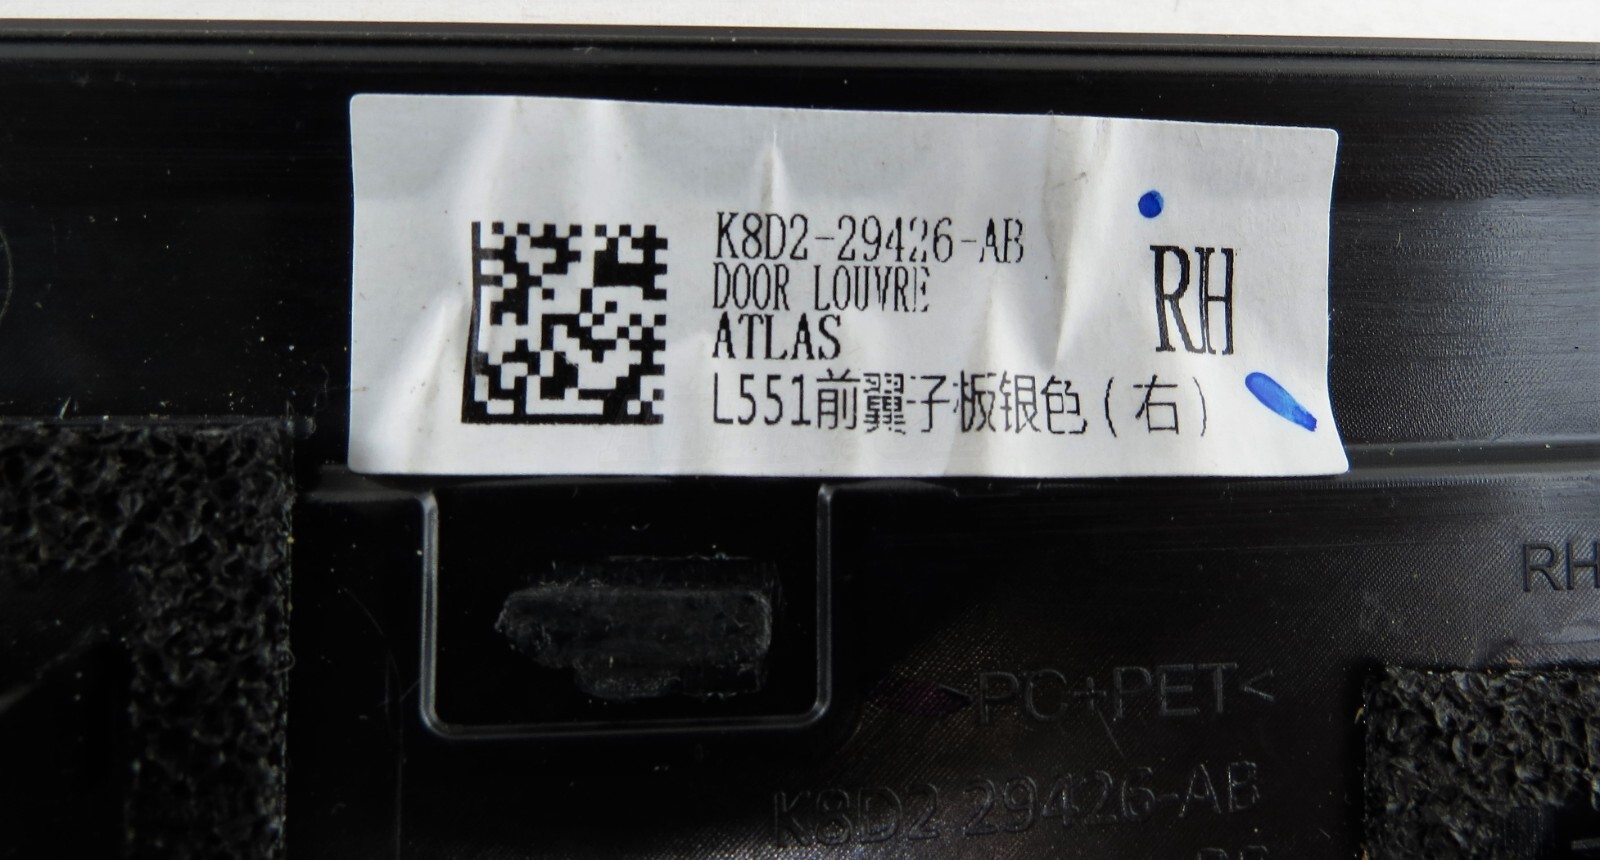 K8D2-29426-AB
DOOR LOUVRE
ATLAS
L551前翼子板银色(右)
RH
RH
>PC+PET<
K8D2 29426-AB